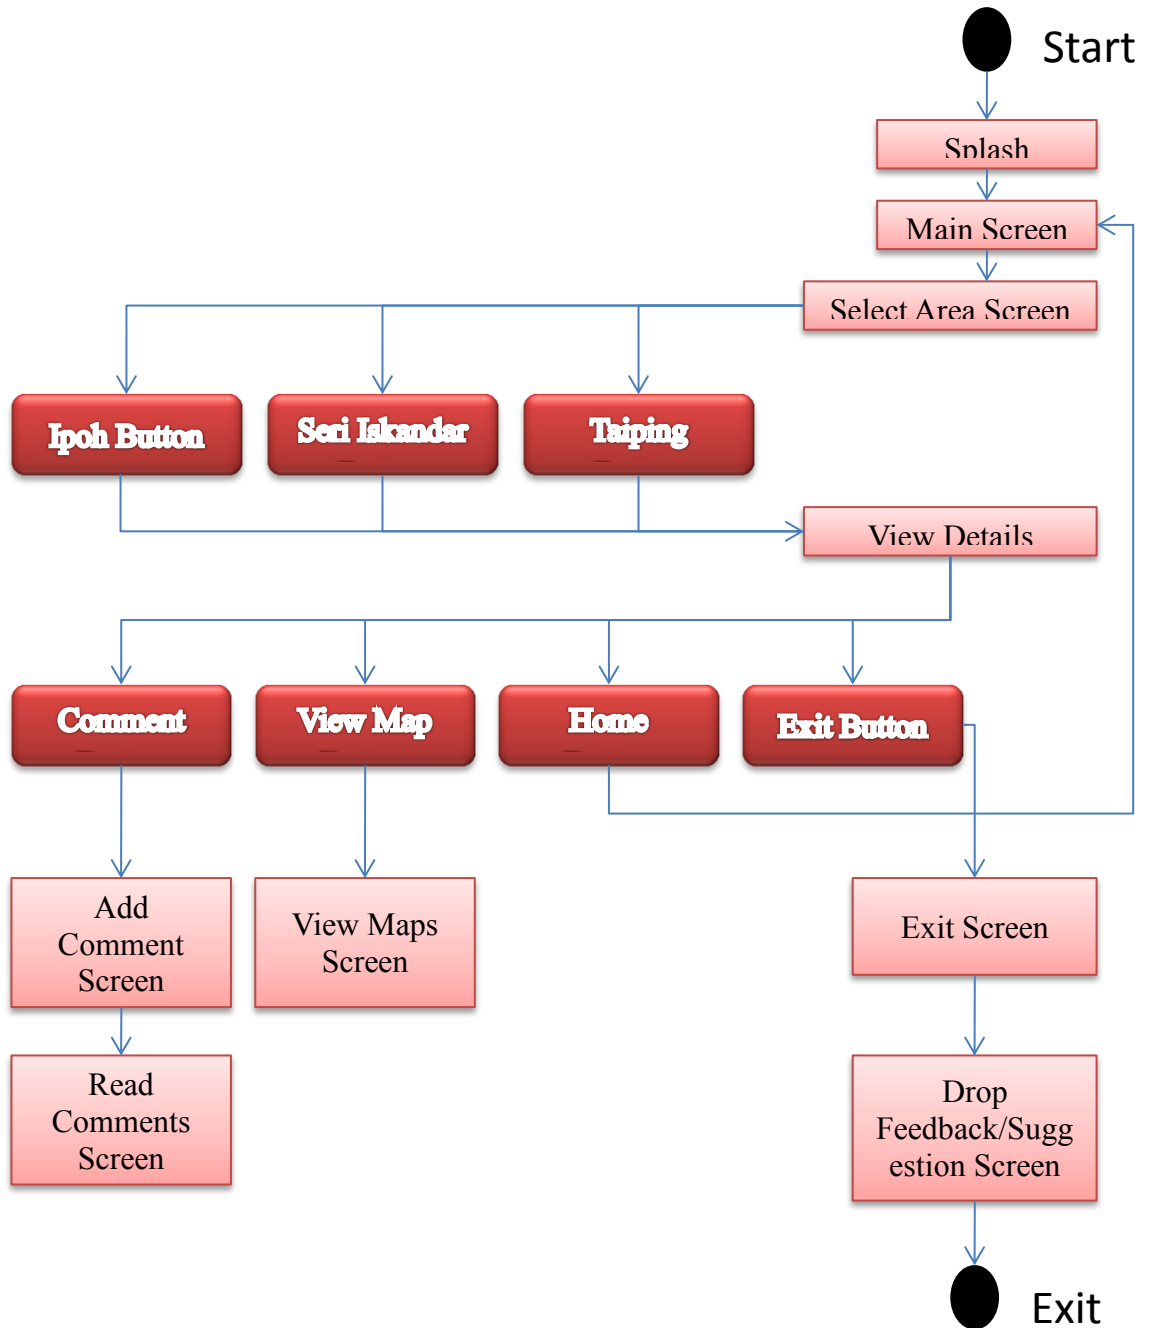 Start
Splash
Main Screen
Select Area Screen
Ipoh Button
Seri Iskandar
Taiping
View Details
Comment
View Map
Home
Exit Button
Add
Comment
Screen
View Maps
Screen
Exit Screen
Read
Comments
Screen
Drop
Feedback/Sugg
estion Screen
Exit